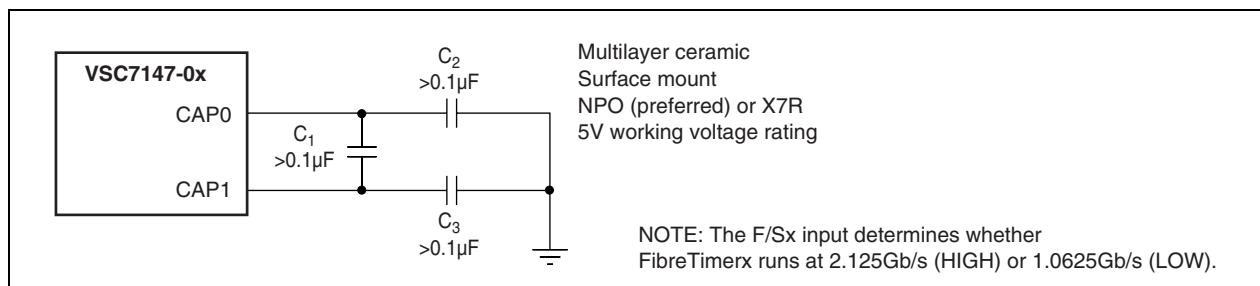 VSC7147-0x
CAP0
CAP1
C1
>0.1µF
C2
>0.1µF
C3
>0.1µF
Multilayer ceramic
Surface mount
NPO (preferred) or X7R
5V working voltage rating
NOTE: The F/Sx input determines whether
FibreTimerx runs at 2.125Gb/s (HIGH) or 1.0625Gb/s (LOW).